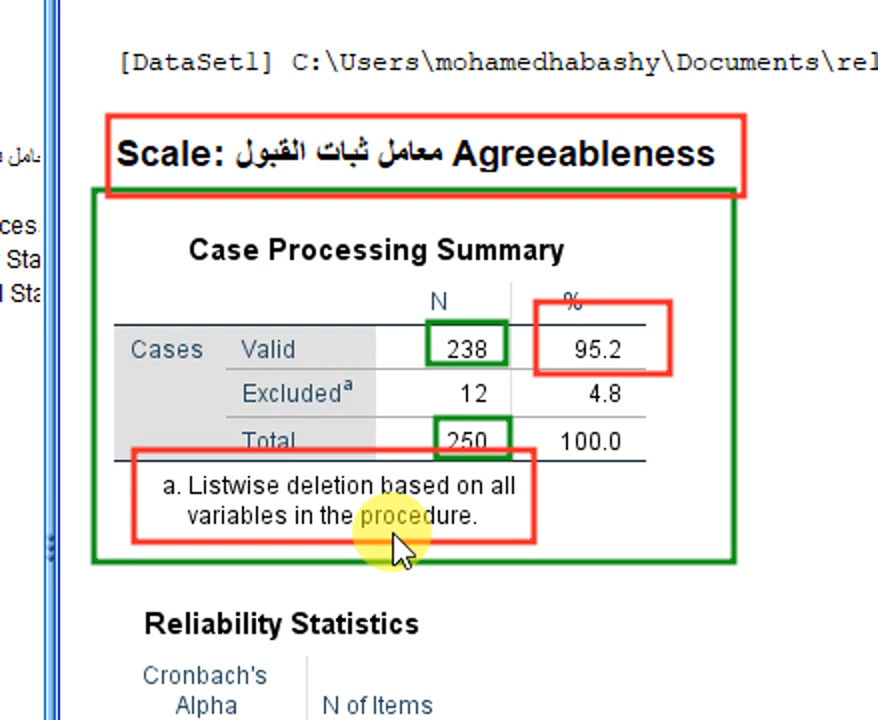 [DataSet1] C:\Users\mohamedhabashy\Documents\rel
Scale: معامل ثبات القبول Agreeableness
Case Processing Summary
N %
Cases Valid 238 95.2
Excludedᵃ 12 4.8
Total 250 100.0
a. Listwise deletion based on all
variables in the procedure.
Reliability Statistics
Cronbach's
Alpha N of Items